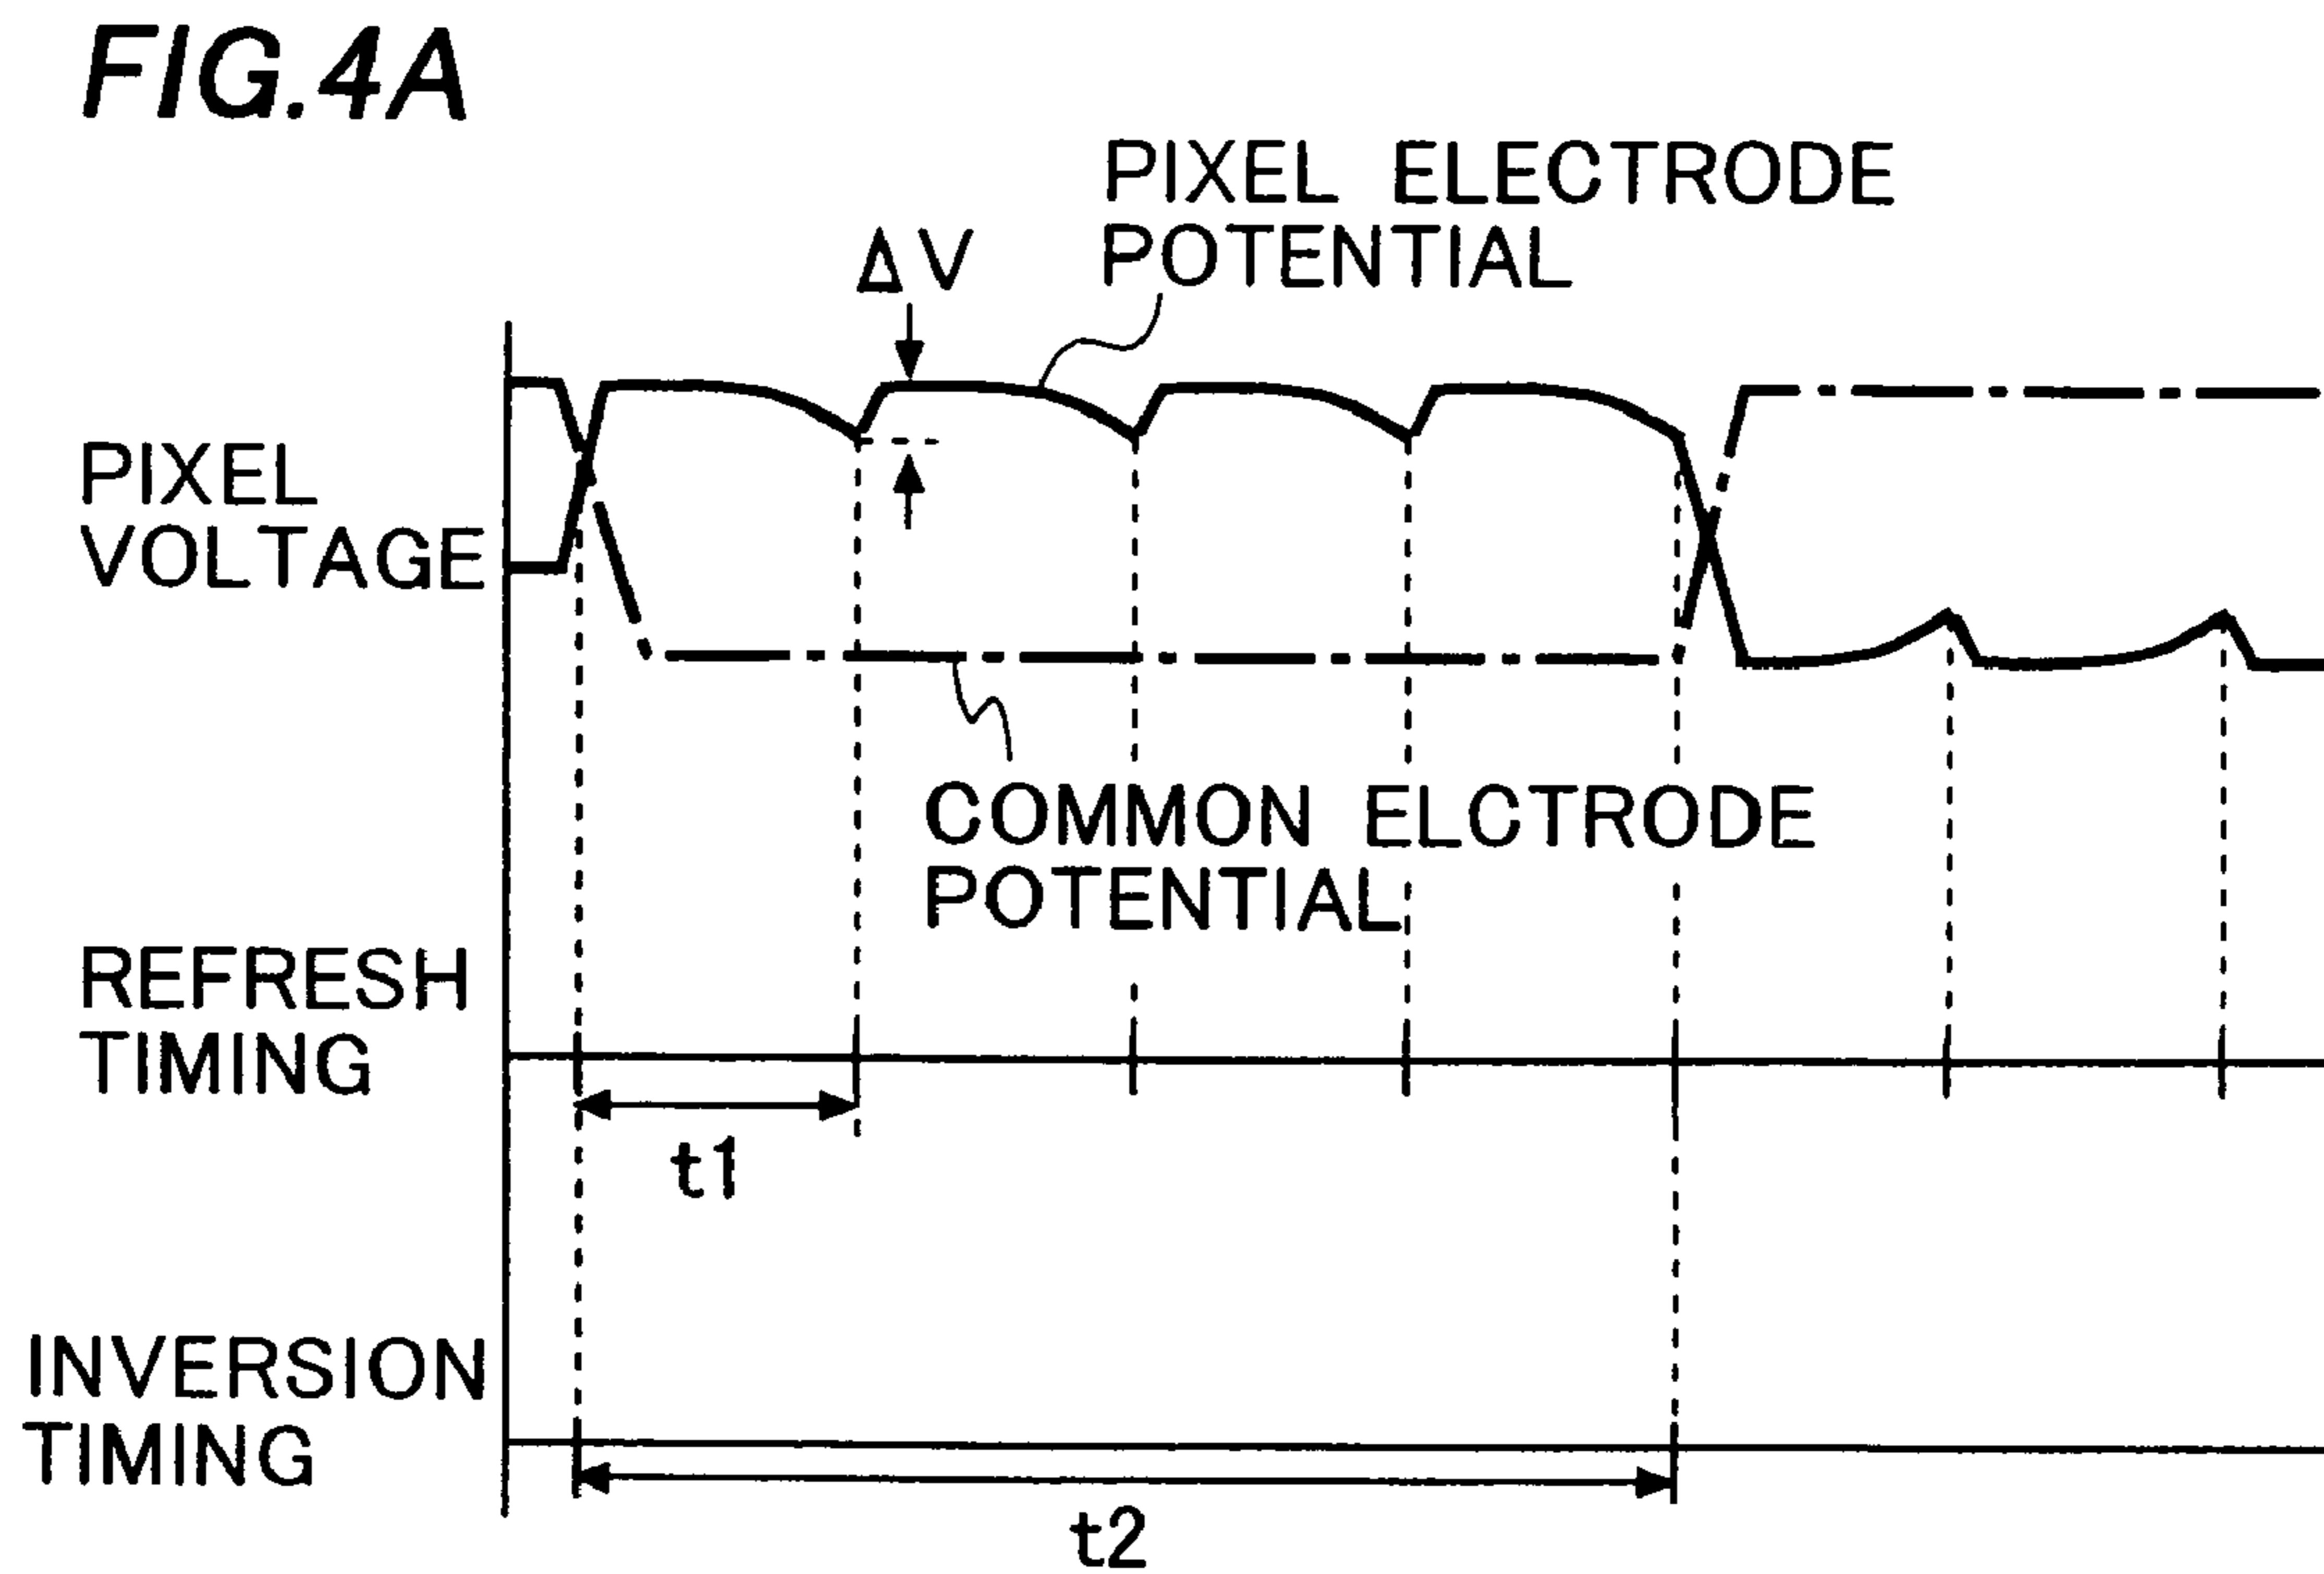 FIG.4A
PIXEL ELECTRODE
POTENTIAL
ΔV
PIXEL
VOLTAGE
COMMON ELCTRODE
POTENTIAL
REFRESH
TIMING
t1
INVERSION
TIMING
t2